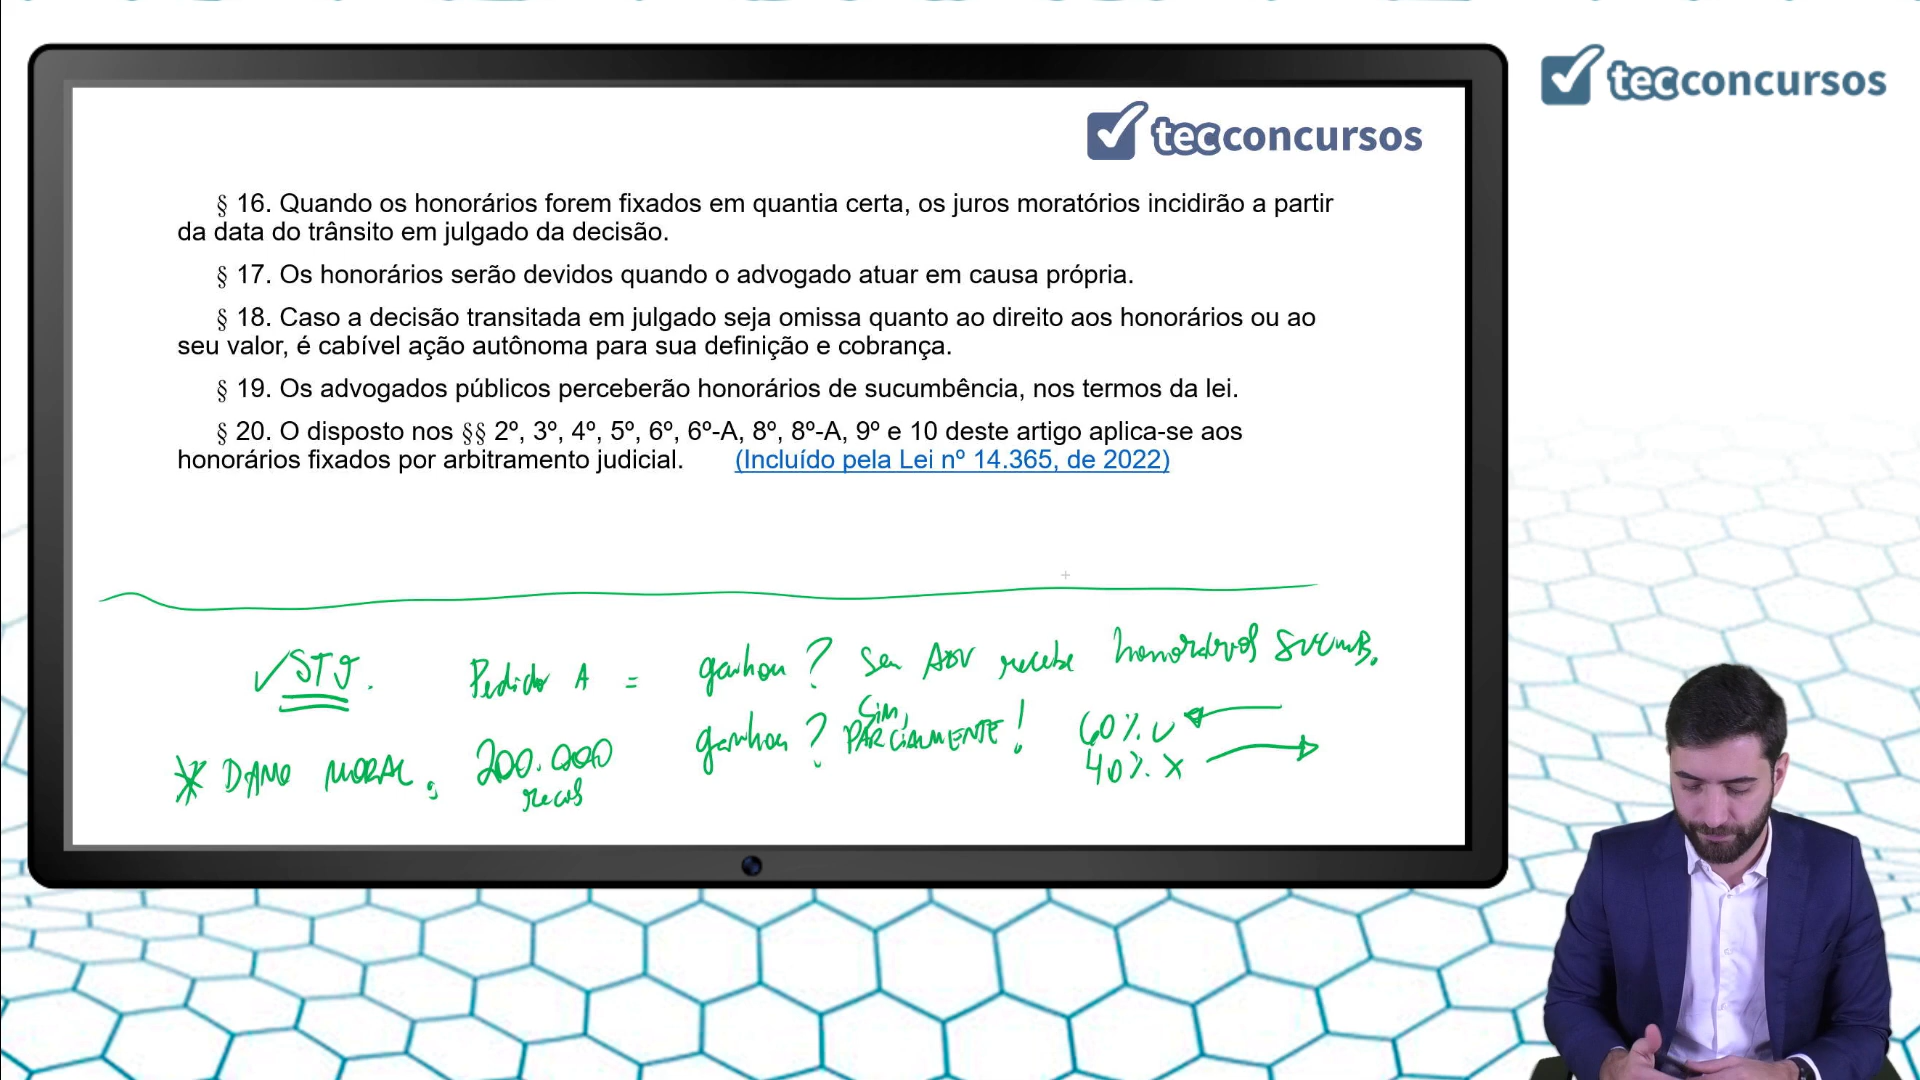 tecconcursos
tecconcursos
§ 16. Quando os honorários forem fixados em quantia certa, os juros moratórios incidirão a partir
da data do trânsito em julgado da decisão.
§ 17. Os honorários serão devidos quando o advogado atuar em causa própria.
§ 18. Caso a decisão transitada em julgado seja omissa quanto ao direito aos honorários ou ao
seu valor, é cabível ação autônoma para sua definição e cobrança.
§ 19. Os advogados públicos perceberão honorários de sucumbência, nos termos da lei.
§ 20. O disposto nos §§ 2º, 3º, 4º, 5º, 6º, 6º-A, 8º, 8º-A, 9º e 10 deste artigo aplica-se aos
honorários fixados por arbitramento judicial. (Incluído pela Lei nº 14.365, de 2022)
✓ STJ. Pedido A = ganhou? Seu ADV recebe honorários SUCUMB.
ganhou? Sim, PARCIALMENTE! 60% ✓
40% X
* DANO MORAL: 200.000
reais